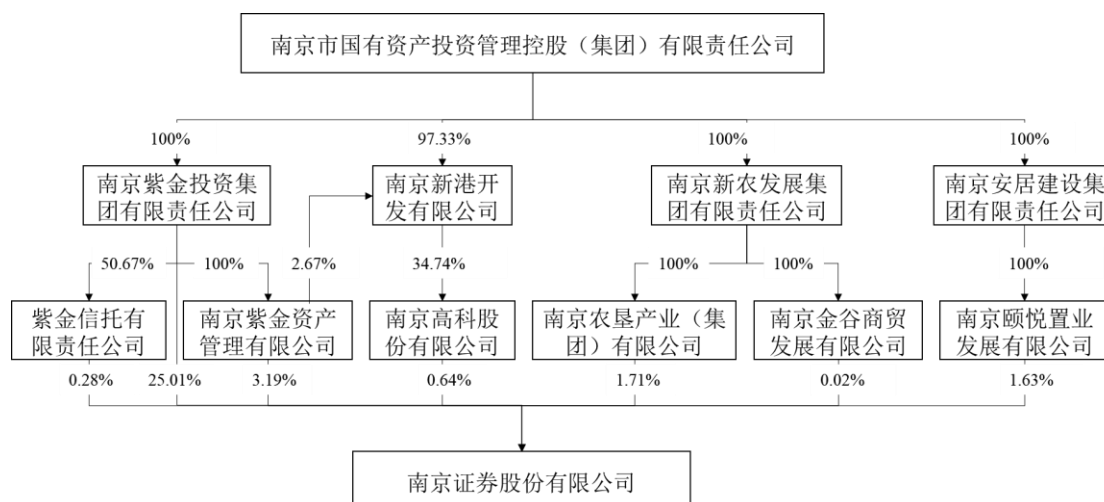 南京市国有资产投资管理控股（集团）有限责任公司
100%
97.33%
100%
100%
南京紫金投资集
团有限责任公司
南京新港开
发有限公司
南京新农发展集
团有限责任公司
南京安居建设集
团有限责任公司
50.67%
100%
2.67%
34.74%
100%
100%
100%
紫金信托有
限责任公司
南京紫金资产
管理有限公司
南京高科股
份有限公司
南京农垦产业（集
团）有限公司
南京金谷商贸
发展有限公司
南京颐悦置业
发展有限公司
0.28%
25.01%
3.19%
0.64%
1.71%
0.02%
1.63%
南京证券股份有限公司